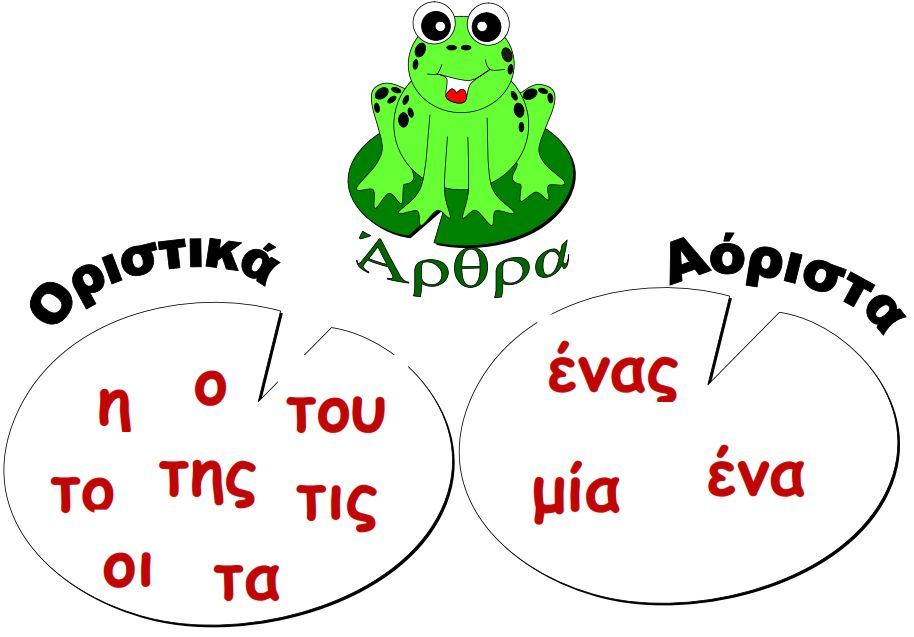 Άρθρα
Οριστικά
η ο του
το της τις
οι τα
Αόριστα
ένας
μία ένα